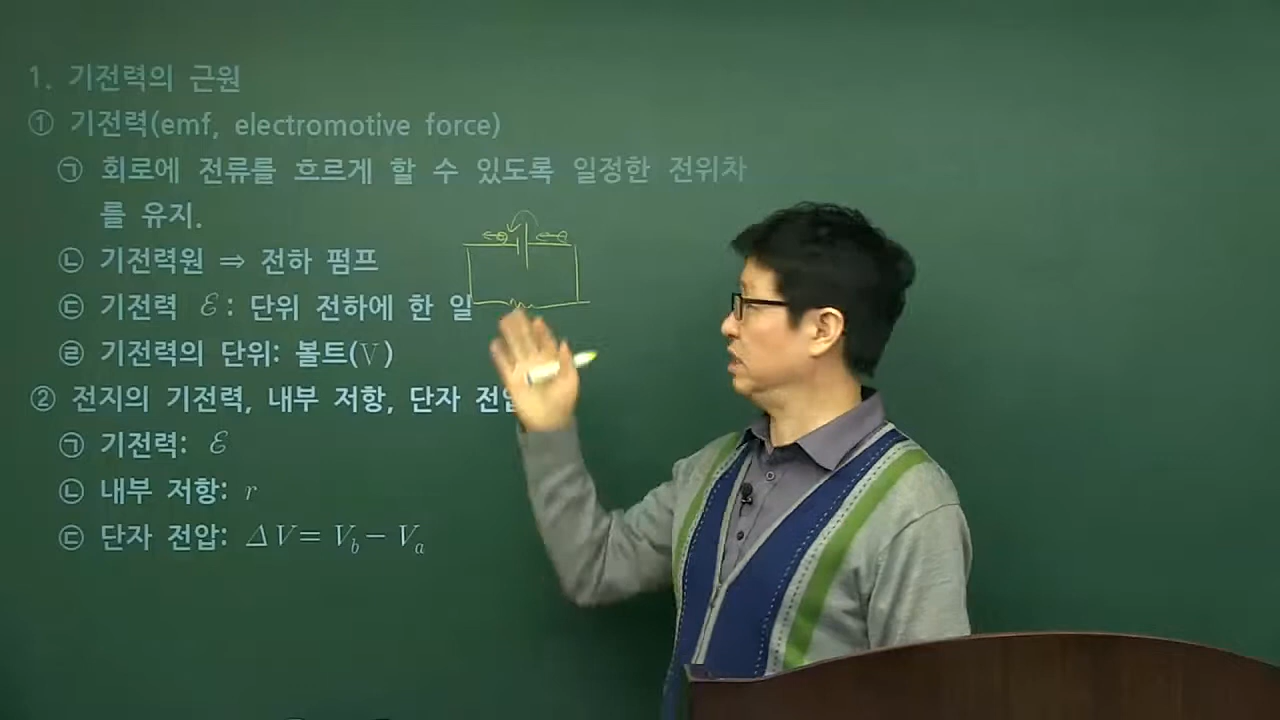 1. 기전력의 근원
① 기전력(emf, electromotive force)
㉠ 회로에 전류를 흐르게 할 수 있도록 일정한 전위차
를 유지.
㉡ 기전력원 ⇒ 전하 펌프
㉢ 기전력 ℰ: 단위 전하에 한 일
㉣ 기전력의 단위: 볼트(V)
② 전지의 기전력, 내부 저항, 단자 전압
㉠ 기전력: ℰ
㉡ 내부 저항: r
㉢ 단자 전압: ΔV = V_b − V_a